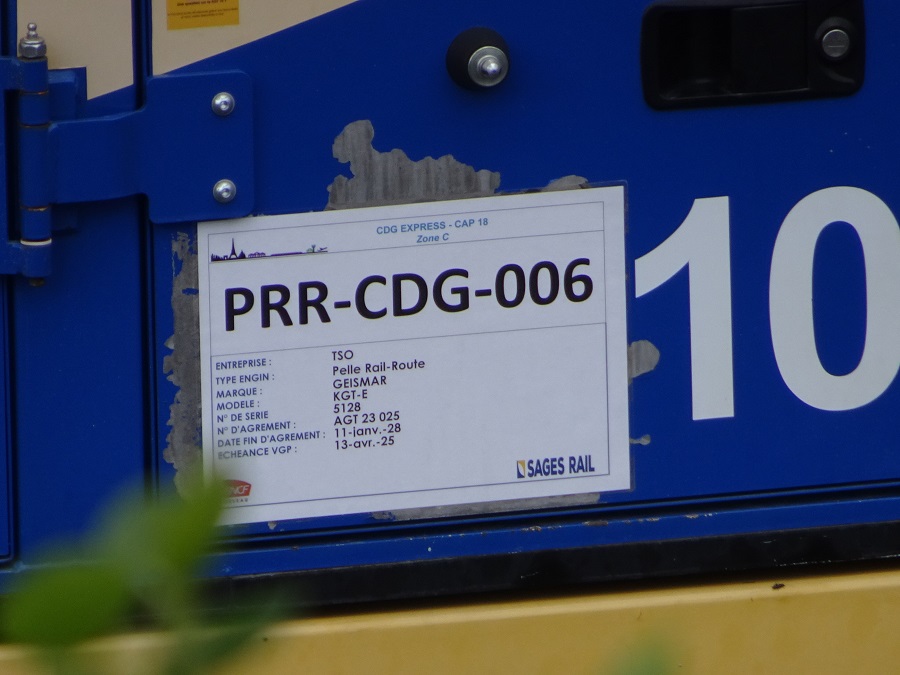 CDG EXPRESS - CAP 18
Zone C
PRR-CDG-006
10
ENTREPRISE : TSO
TYPE ENGIN : Pelle Rail-Route
MARQUE : GEISMAR
MODELE : KGT-E
N° DE SERIE 5128
N° D'AGREMENT : AGT 23 025
DATE FIN D'AGREMENT : 11-janv.-28
ECHEANCE VGP : 13-avr.-25
SAGES RAIL